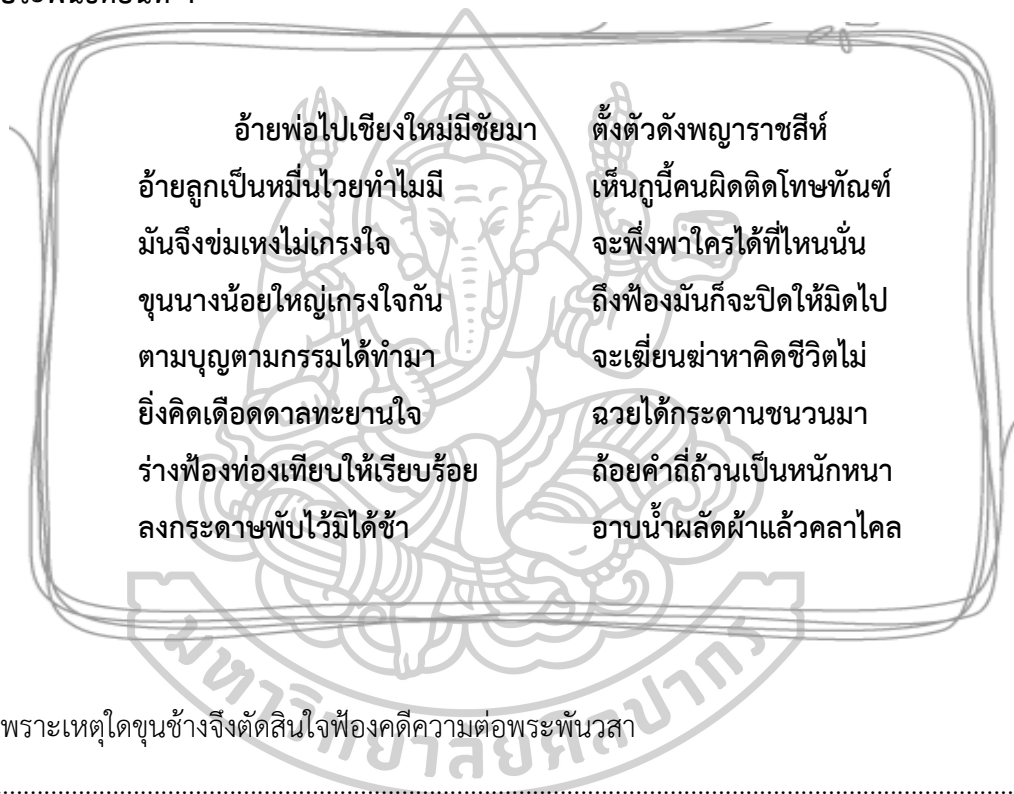 อ้ายพ่อไปเชียงใหม่มีชัยมา ตั้งตัวดังพญาราชสีห์
อ้ายลูกเป็นหมื่นไวยทำไมมี เห็นกูนี้คนผิดติดโทษทัณฑ์
มันจึงข่มเหงไม่เกรงใจ จะพึ่งพาใครได้ที่ไหนนั่น
ขุนนางน้อยใหญ่เกรงใจกัน ถึงฟ้องมันก็จะปิดให้มิดไป
ตามบุญตามกรรมได้ทำมา จะเฆี่ยนฆ่าหาคิดชีวิตไม่
ยิ่งคิดเดือดดาลทะยานใจ ฉวยได้กระดานชนวนมา
ร่างฟ้องท่องเทียบให้เรียบร้อย ถ้อยคำถี่ถ้วนเป็นหนักหนา
ลงกระดาษพับไว้มิได้ช้า อาบน้ำผลัดผ้าแล้วคลาไคล
มหาวิทยาลัยศิลปากร
พราะเหตุใดขุนช้างจึงตัดสินใจฟ้องคดีความต่อพระพันวสา